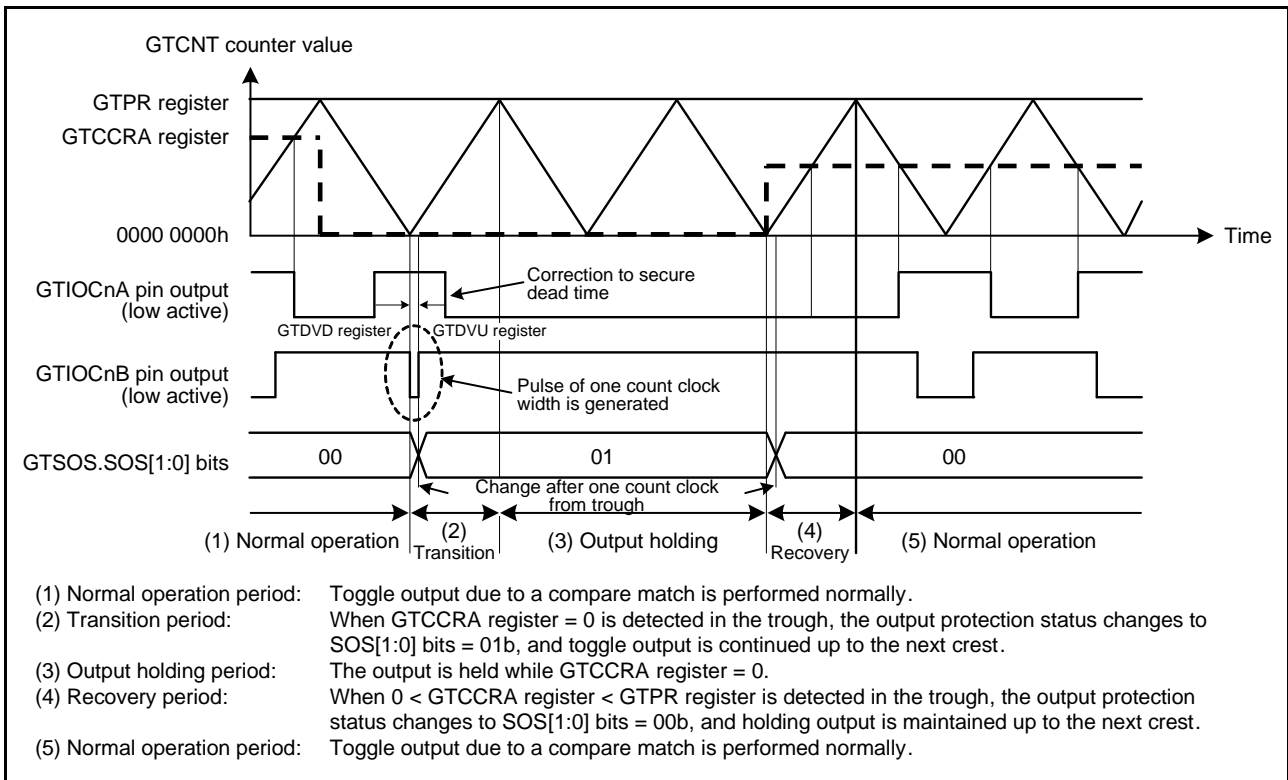 GTCNT counter value
GTPR register
GTCCRA register
0000 0000h
Time
GTIOCnA pin output
(low active)
Correction to secure
dead time
GTDVD register
GTDVU register
GTIOCnB pin output
(low active)
Pulse of one count clock
width is generated
GTSOS.SOS[1:0] bits
00
01
00
Change after one count clock
from trough
(1) Normal operation
(2)
Transition
(3) Output holding
(4)
Recovery
(5) Normal operation
(1) Normal operation period: Toggle output due to a compare match is performed normally.
(2) Transition period: When GTCCRA register = 0 is detected in the trough, the output protection status changes to
SOS[1:0] bits = 01b, and toggle output is continued up to the next crest.
(3) Output holding period: The output is held while GTCCRA register = 0.
(4) Recovery period: When 0 < GTCCRA register < GTPR register is detected in the trough, the output protection
status changes to SOS[1:0] bits = 00b, and holding output is maintained up to the next crest.
(5) Normal operation period: Toggle output due to a compare match is performed normally.